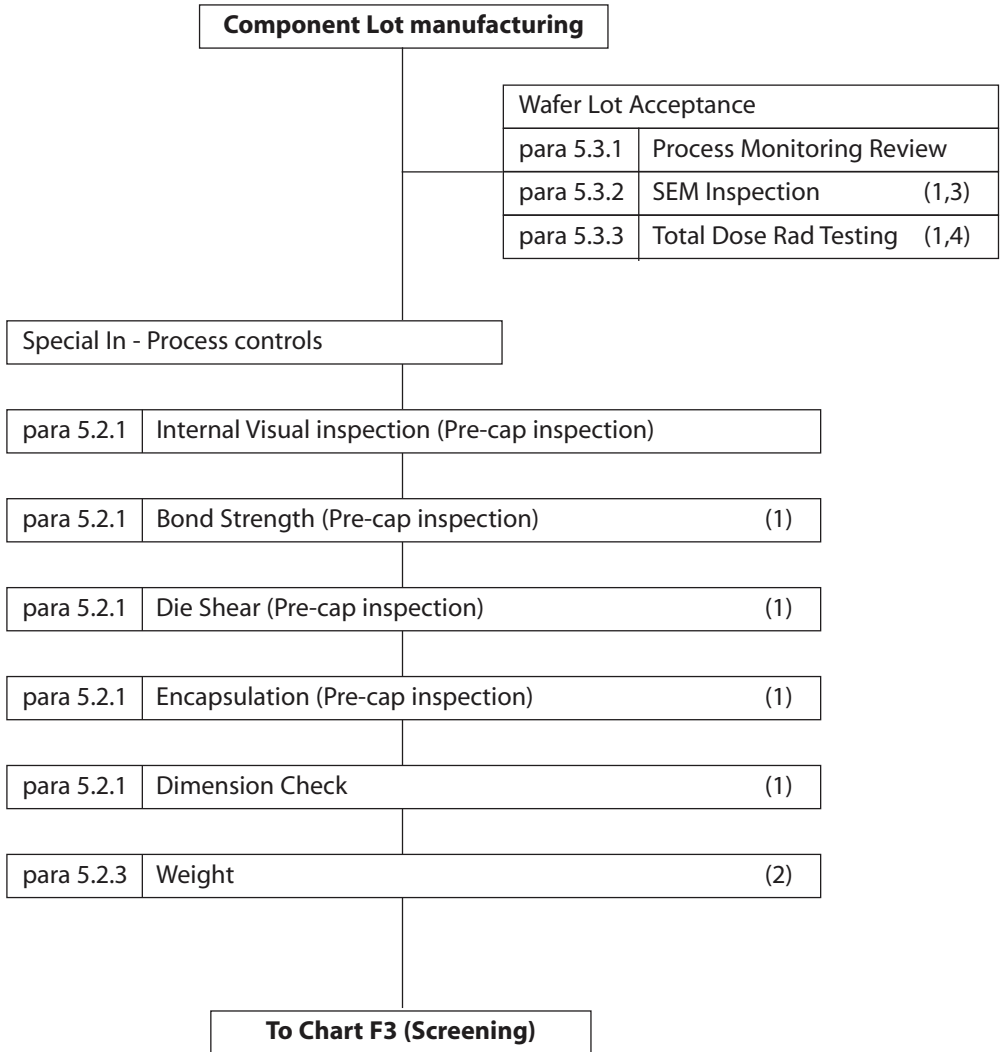 Component Lot manufacturing
Wafer Lot Acceptance
para 5.3.1 Process Monitoring Review
para 5.3.2 SEM Inspection (1,3)
para 5.3.3 Total Dose Rad Testing (1,4)
Special In - Process controls
para 5.2.1 Internal Visual inspection (Pre-cap inspection)
para 5.2.1 Bond Strength (Pre-cap inspection) (1)
para 5.2.1 Die Shear (Pre-cap inspection) (1)
para 5.2.1 Encapsulation (Pre-cap inspection) (1)
para 5.2.1 Dimension Check (1)
para 5.2.3 Weight (2)
To Chart F3 (Screening)